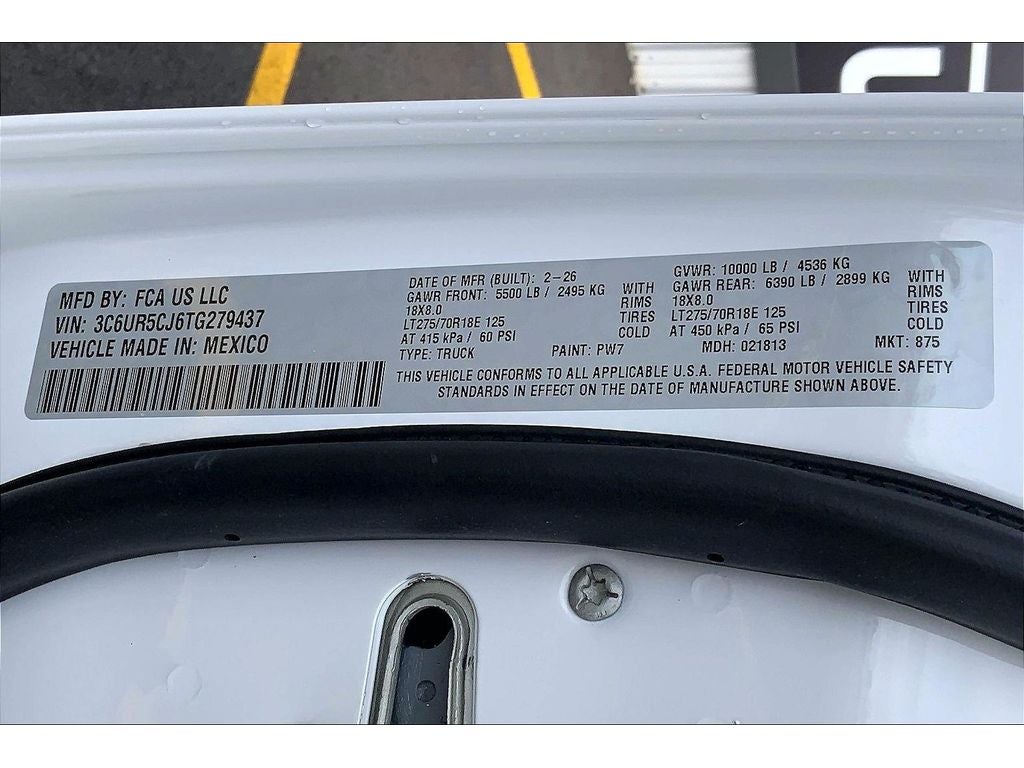 MFD BY: FCA US LLC
VIN: 3C6UR5CJ6TG279437
VEHICLE MADE IN: MEXICO
DATE OF MFR (BUILT): 2-26
GAWR FRONT: 5500 LB / 2495 KG WITH
18X8.0 RIMS
LT275/70R18E 125 TIRES
AT 415 kPa / 60 PSI COLD
TYPE: TRUCK PAINT: PW7
GVWR: 10000 LB / 4536 KG
GAWR REAR: 6390 LB / 2899 KG WITH
18X8.0 RIMS
LT275/70R18E 125 TIRES
AT 450 kPa / 65 PSI COLD
MDH: 021813 MKT: 875
THIS VEHICLE CONFORMS TO ALL APPLICABLE U.S.A. FEDERAL MOTOR VEHICLE SAFETY
STANDARDS IN EFFECT ON THE DATE OF MANUFACTURE SHOWN ABOVE.